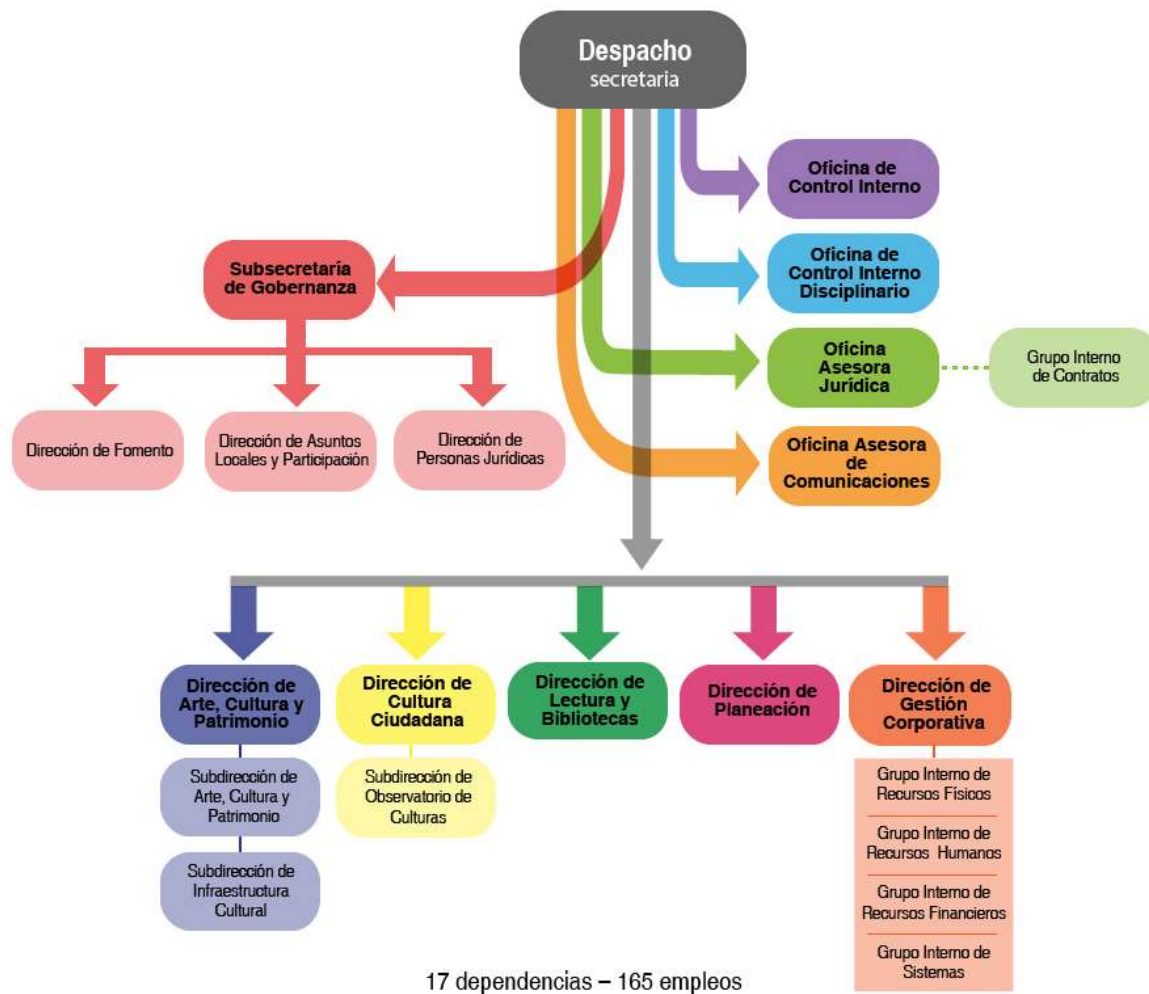 Despacho
secretaria
Oficina de
Control Interno
Oficina de
Control Interno
Disciplinario
Subsecretaría
de Gobernanza
Oficina
Asesora
Jurídica
Grupo Interno
de Contratos
Dirección de Fomento
Dirección de Asuntos
Locales y Participación
Dirección de
Personas Jurídicas
Oficina Asesora
de
Comunicaciones
Dirección de
Arte, Cultura y
Patrimonio
Dirección de
Cultura
Ciudadana
Dirección de
Lectura y
Bibliotecas
Dirección de
Planeación
Dirección de
Gestión
Corporativa
Subdirección de
Arte, Cultura y
Patrimonio
Subdirección de
Observatorio de
Culturas
Grupo Interno de
Recursos Físicos
Grupo Interno de
Recursos Humanos
Subdirección de
Infraestructura
Cultural
Grupo Interno de
Recursos Financieros
Grupo Interno de
Sistemas
17 dependencias – 165 empleos